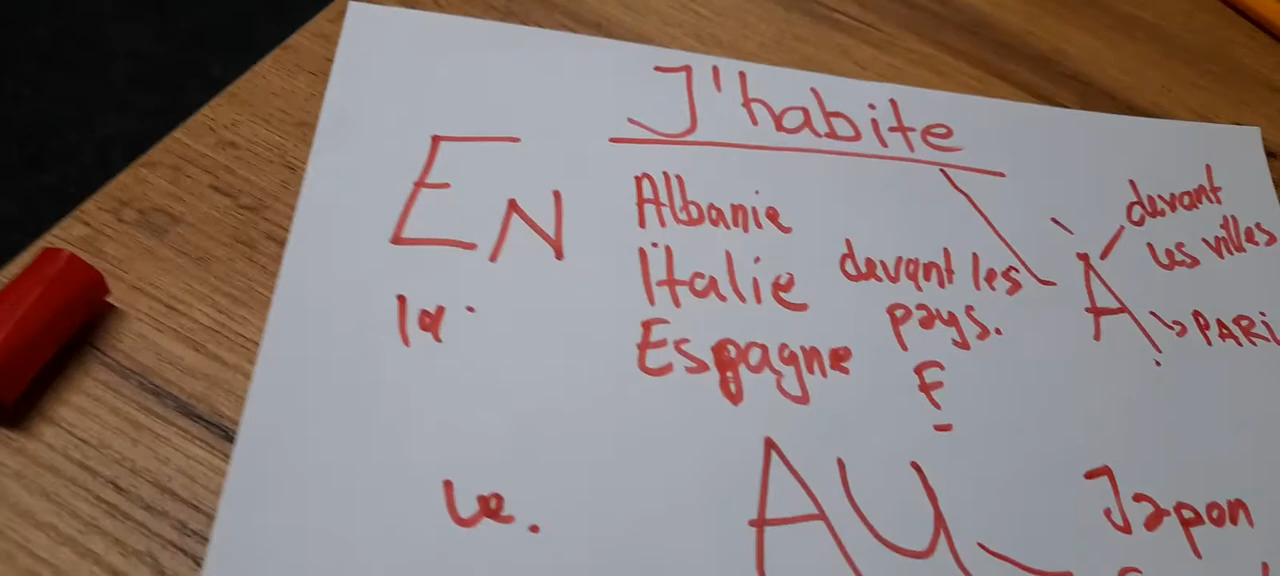 J'habite
EN
Albanie
Italie
Espagne
devant les
pays.
F
À
devant
les villes
PARI
la
le.
AU
Japon